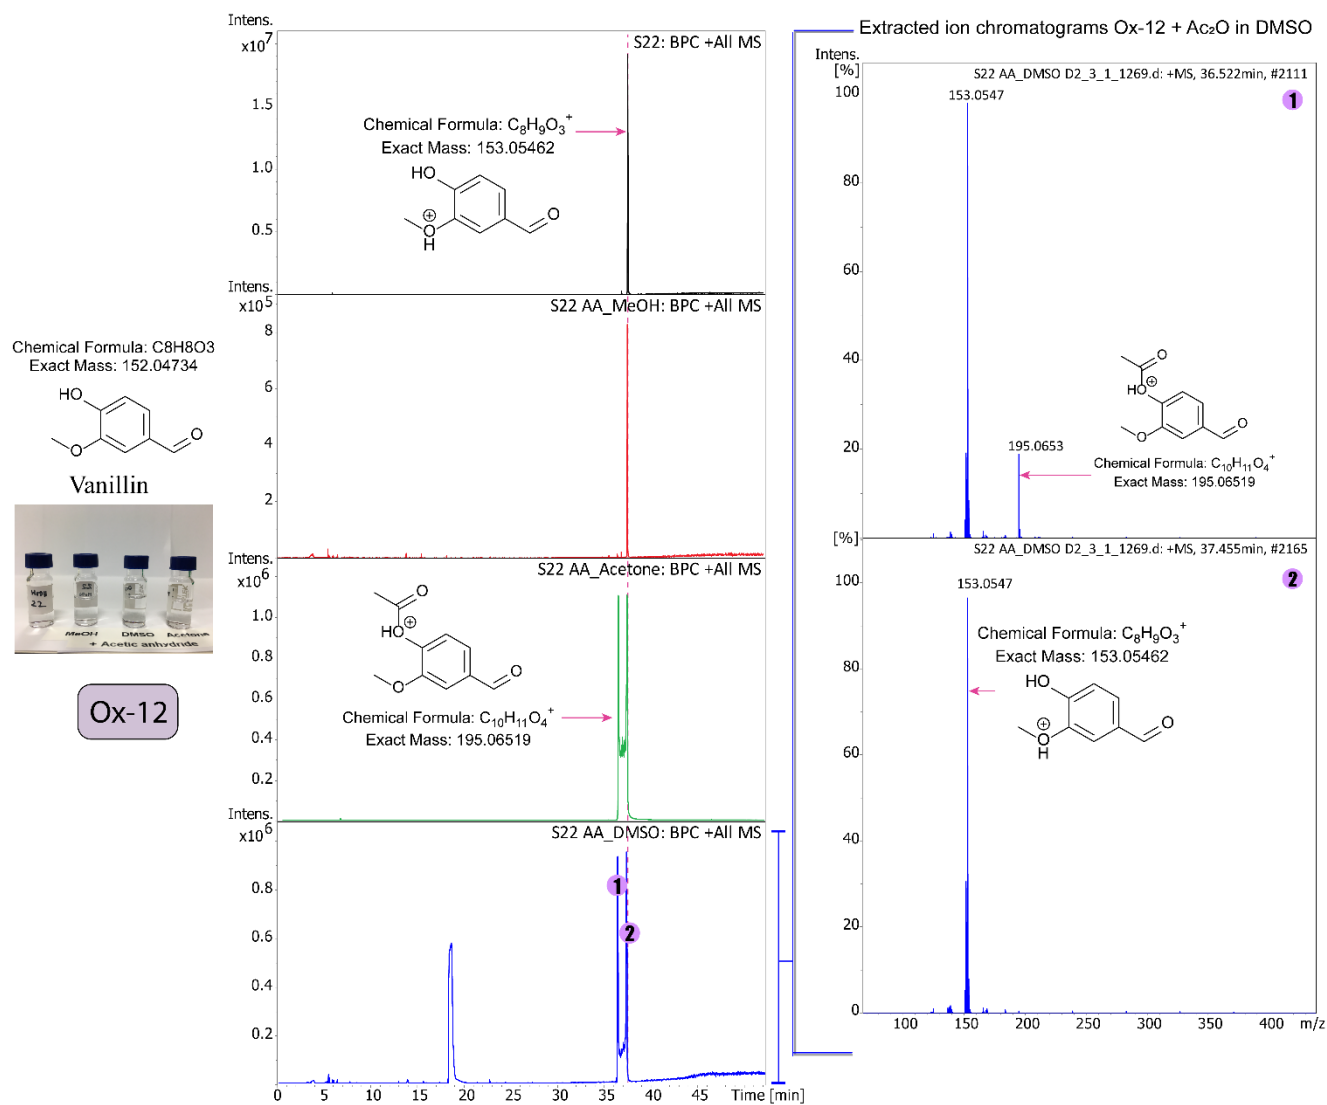 Vanillin
Chemical Formula: C8H8O3
Exact Mass: 152.04734
HO
O
O
MeOH DMSO Acetone
+ Acetic anhydride
22
Ox-12
Intens.
x10⁷
S22: BPC +All MS
1.5
1.0
0.5
Chemical Formula: C₈H₉O₃⁺
Exact Mass: 153.05462
HO
⊕
O
H
O
Intens.
x10⁵
S22 AA_MeOH: BPC +All MS
8
6
4
2
Intens.
x10⁶
S22 AA_Acetone: BPC +All MS
1.0
0.8
0.6
0.4
0.2
O
HO⊕
O
O
Chemical Formula: C₁₀H₁₁O₄⁺
Exact Mass: 195.06519
Intens.
x10⁶
S22 AA_DMSO: BPC +All MS
0.8
0.6
0.4
0.2
1
2
0 5 10 15 20 25 30 35 40 45 Time [min]
Extracted ion chromatograms Ox-12 + Ac₂O in DMSO
Intens.
[%]
S22 AA_DMSO D2_3_1_1269.d: +MS, 36.522min, #2111
1
100
80
60
40
20
0
153.0547
195.0653
O
HO⊕
O
O
Chemical Formula: C₁₀H₁₁O₄⁺
Exact Mass: 195.06519
[%]
S22 AA_DMSO D2_3_1_1269.d: +MS, 37.455min, #2165
2
100
80
60
40
20
0
153.0547
Chemical Formula: C₈H₉O₃⁺
Exact Mass: 153.05462
HO
⊕
O
H
O
100 150 200 250 300 350 400 m/z